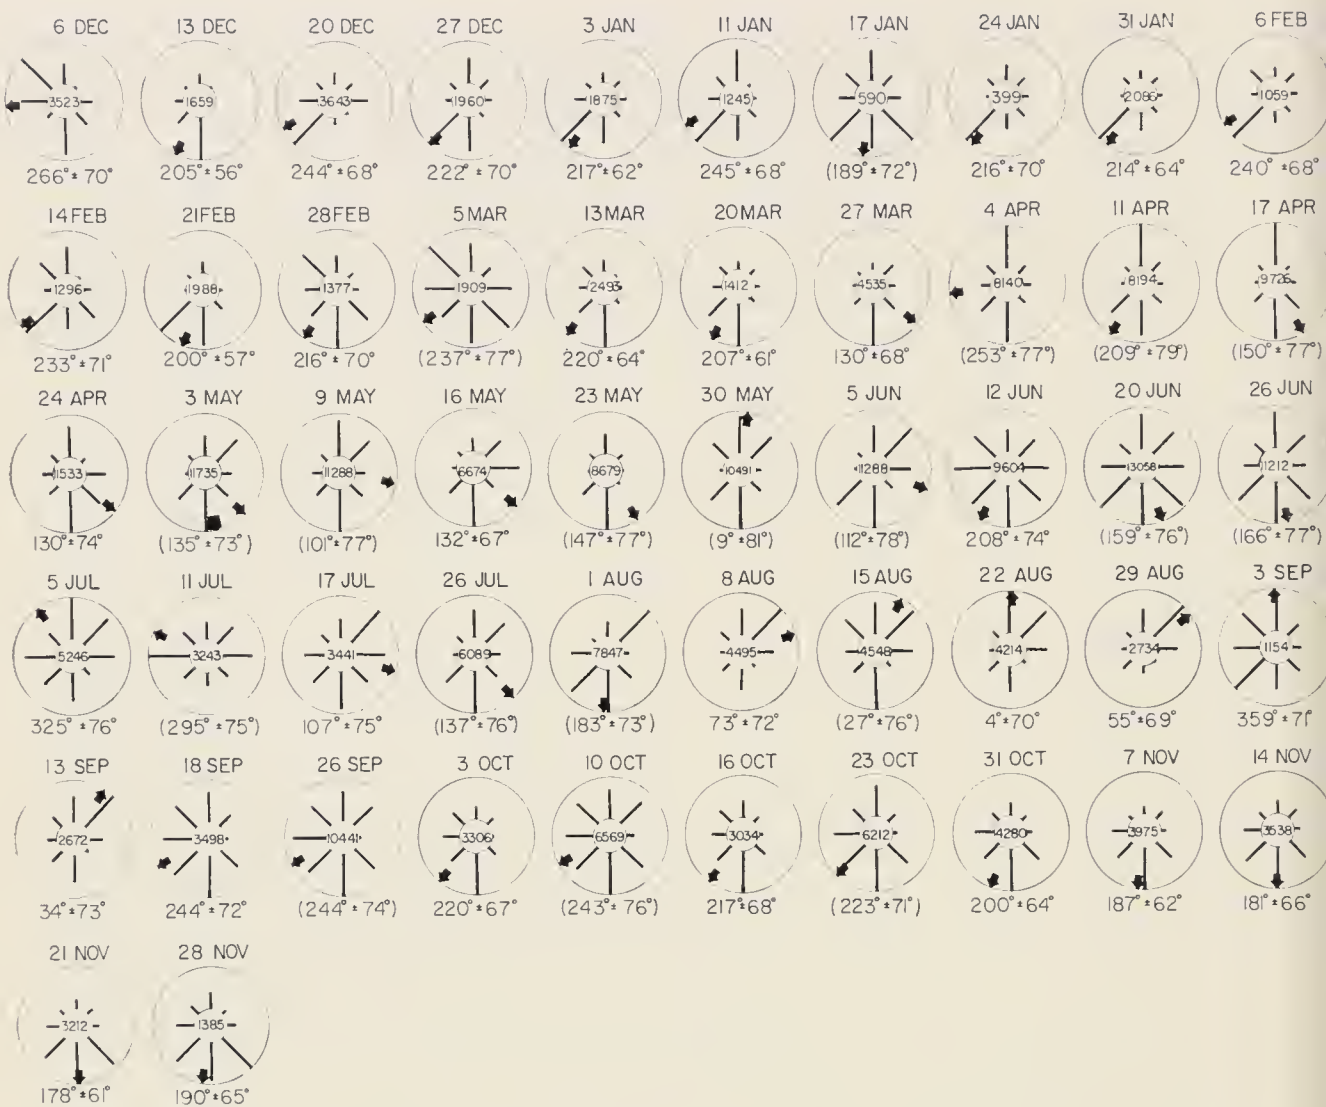 6 DEC 13 DEC 20 DEC 27 DEC 3 JAN 11 JAN 17 JAN 24 JAN 31 JAN 6 FEB
3523 1659 3643 1960 1875 1245 590 399 2086 1059
266°±70° 205°±56° 244°±68° 222°±70° 217°±62° 245°±68° (189°±72°) 216°±70° 214°±64° 240°±68°
14 FEB 21 FEB 28 FEB 5 MAR 13 MAR 20 MAR 27 MAR 4 APR 11 APR 17 APR
1296 1988 1377 1909 2493 1412 4535 8140 8194 9726
233°±71° 200°±57° 216°±70° (237°±77°) 220°±64° 207°±61° 130°±68° (253°±77°) (209°±79°) (150°±77°)
24 APR 3 MAY 9 MAY 16 MAY 23 MAY 30 MAY 5 JUN 12 JUN 20 JUN 26 JUN
11533 11735 11288 6674 8679 10491 11288 9604 13058 11212
130°±74° (135°±73°) (101°±77°) 132°±67° (147°±77°) (9°±81°) (112°±78°) 208°±74° (159°±76°) (166°±77°)
5 JUL 11 JUL 17 JUL 26 JUL 1 AUG 8 AUG 15 AUG 22 AUG 29 AUG 3 SEP
5246 3243 3441 6089 7847 4495 4548 4214 2734 1154
325°±76° (295°±75°) 107°±75° (137°±76°) (183°±73°) 73°±72° (27°±76°) 4°±70° 55°±69° 359°±71°
13 SEP 18 SEP 26 SEP 3 OCT 10 OCT 16 OCT 23 OCT 31 OCT 7 NOV 14 NOV
2672 3498 10441 3306 6569 3034 6212 4280 3975 3538
34°±73° 244°±72° (244°±74°) 220°±67° (243°±76°) 217°±68° (223°±71°) 200°±64° 187°±62° 181°±66°
21 NOV 28 NOV
3212 1385
178°±61° 190°±65°